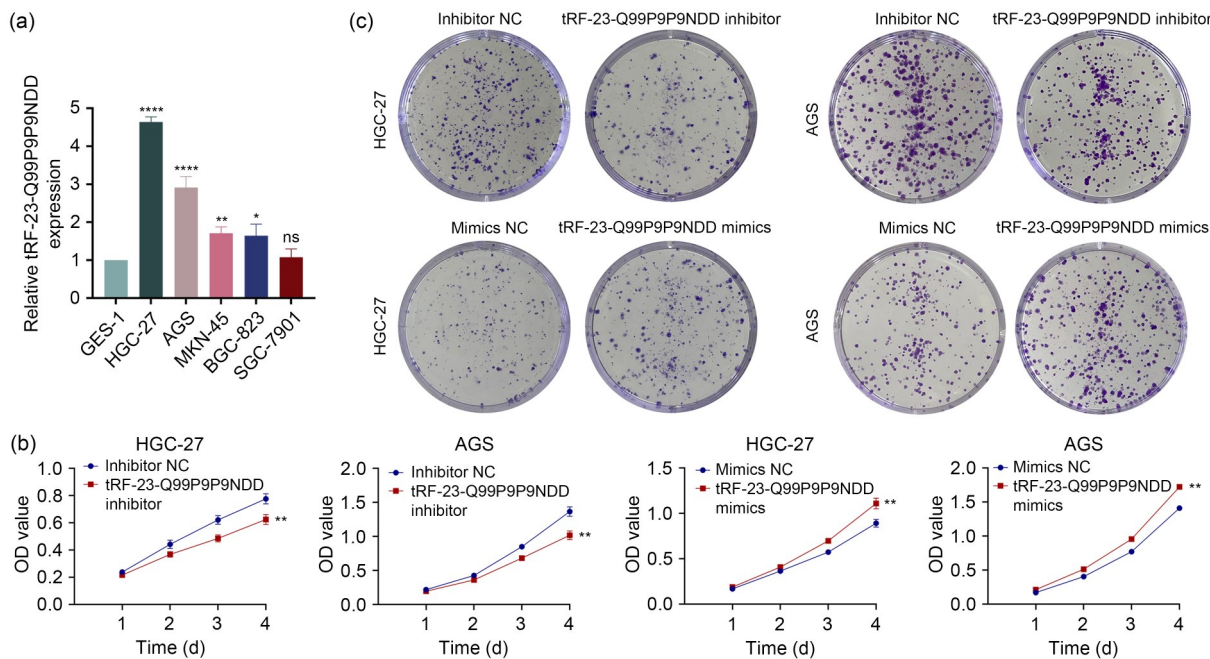 (a)
Relative tRF-23-Q99P9P9NDD
expression
5
4
3
2
1
0
****
****
**
*
ns
GES-1
HGC-27
AGS
MKN-45
BGC-823
SGC-7901
(c)
Inhibitor NC
tRF-23-Q99P9P9NDD inhibitor
HGC-27
Inhibitor NC
tRF-23-Q99P9P9NDD inhibitor
AGS
Mimics NC
tRF-23-Q99P9P9NDD mimics
HGC-27
Mimics NC
tRF-23-Q99P9P9NDD mimics
AGS
(b)
HGC-27
Inhibitor NC
tRF-23-Q99P9P9NDD
inhibitor
OD value
1.0
0.8
0.6
0.4
0.2
0.0
**
1 2 3 4
Time (d)
AGS
Inhibitor NC
tRF-23-Q99P9P9NDD
inhibitor
OD value
2.0
1.5
1.0
0.5
0.0
**
1 2 3 4
Time (d)
HGC-27
Mimics NC
tRF-23-Q99P9P9NDD
mimics
OD value
1.5
1.0
0.5
0.0
**
1 2 3 4
Time (d)
AGS
Mimics NC
tRF-23-Q99P9P9NDD
mimics
OD value
2.0
1.5
1.0
0.5
0.0
**
1 2 3 4
Time (d)